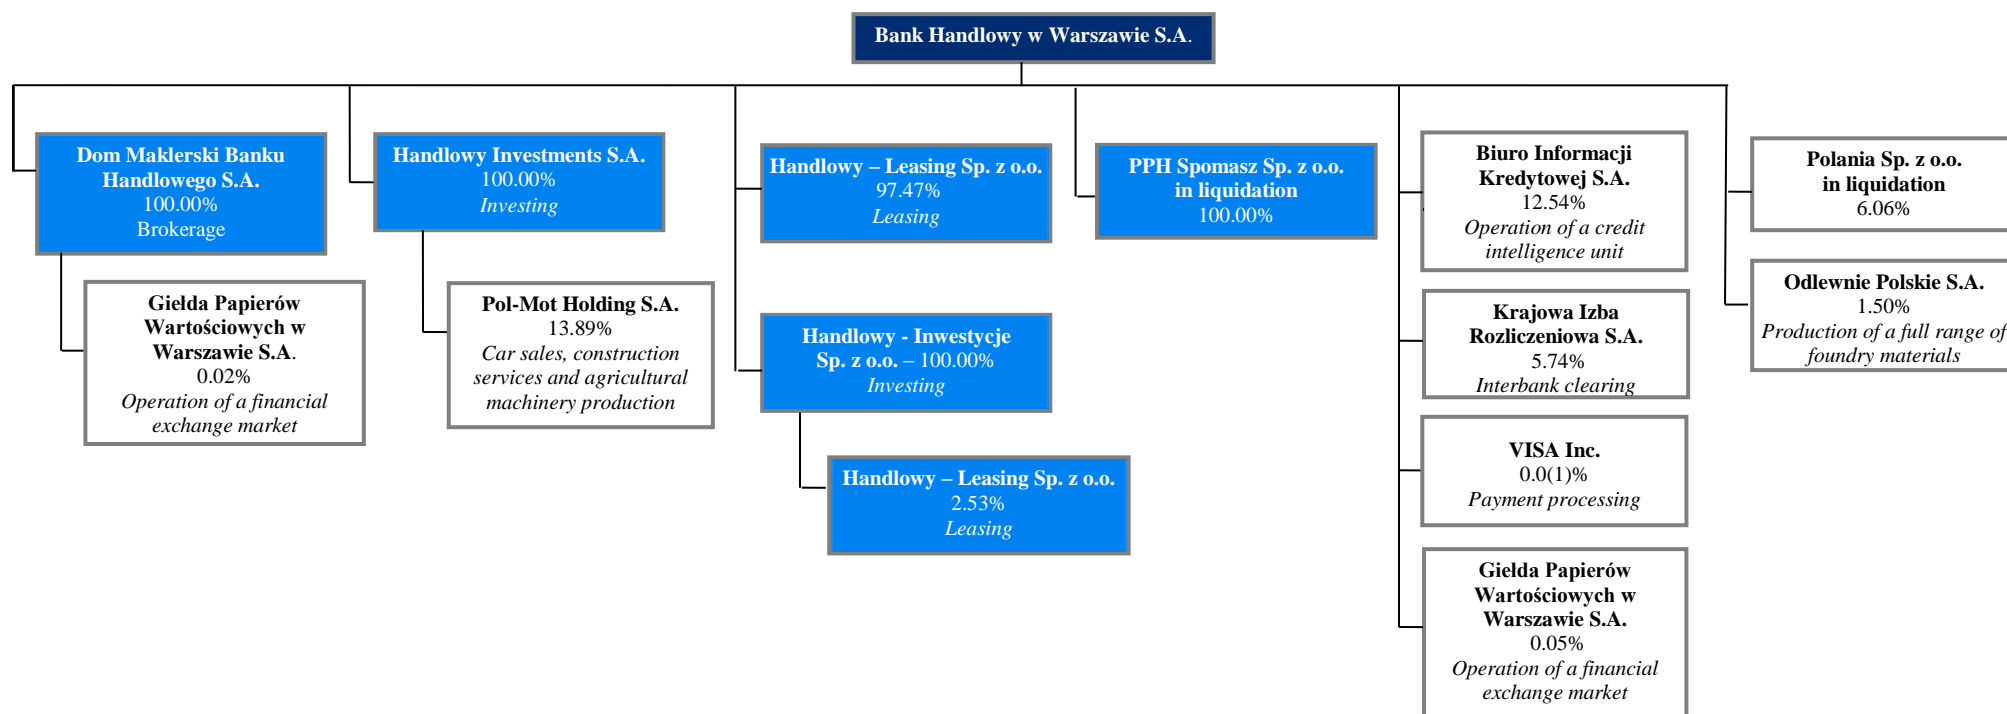 Bank Handlowy w Warszawie S.A.
Dom Maklerski Banku
Handlowego S.A.
100.00%
Brokerage
Giełda Papierów
Wartościowych w
Warszawie S.A.
0.02%
Operation of a financial
exchange market
Handlowy Investments S.A.
100.00%
Investing
Pol-Mot Holding S.A.
13.89%
Car sales, construction
services and agricultural
machinery production
Handlowy – Leasing Sp. z o.o.
97.47%
Leasing
Handlowy - Inwestycje
Sp. z o.o. – 100.00%
Investing
Handlowy – Leasing Sp. z o.o.
2.53%
Leasing
PPH Spomasz Sp. z o.o.
in liquidation
100.00%
Biuro Informacji
Kredytowej S.A.
12.54%
Operation of a credit
intelligence unit
Krajowa Izba
Rozliczeniowa S.A.
5.74%
Interbank clearing
VISA Inc.
0.0(1)%
Payment processing
Giełda Papierów
Wartościowych w
Warszawie S.A.
0.05%
Operation of a financial
exchange market
Polania Sp. z o.o.
in liquidation
6.06%
Odlewnie Polskie S.A.
1.50%
Production of a full range of
foundry materials